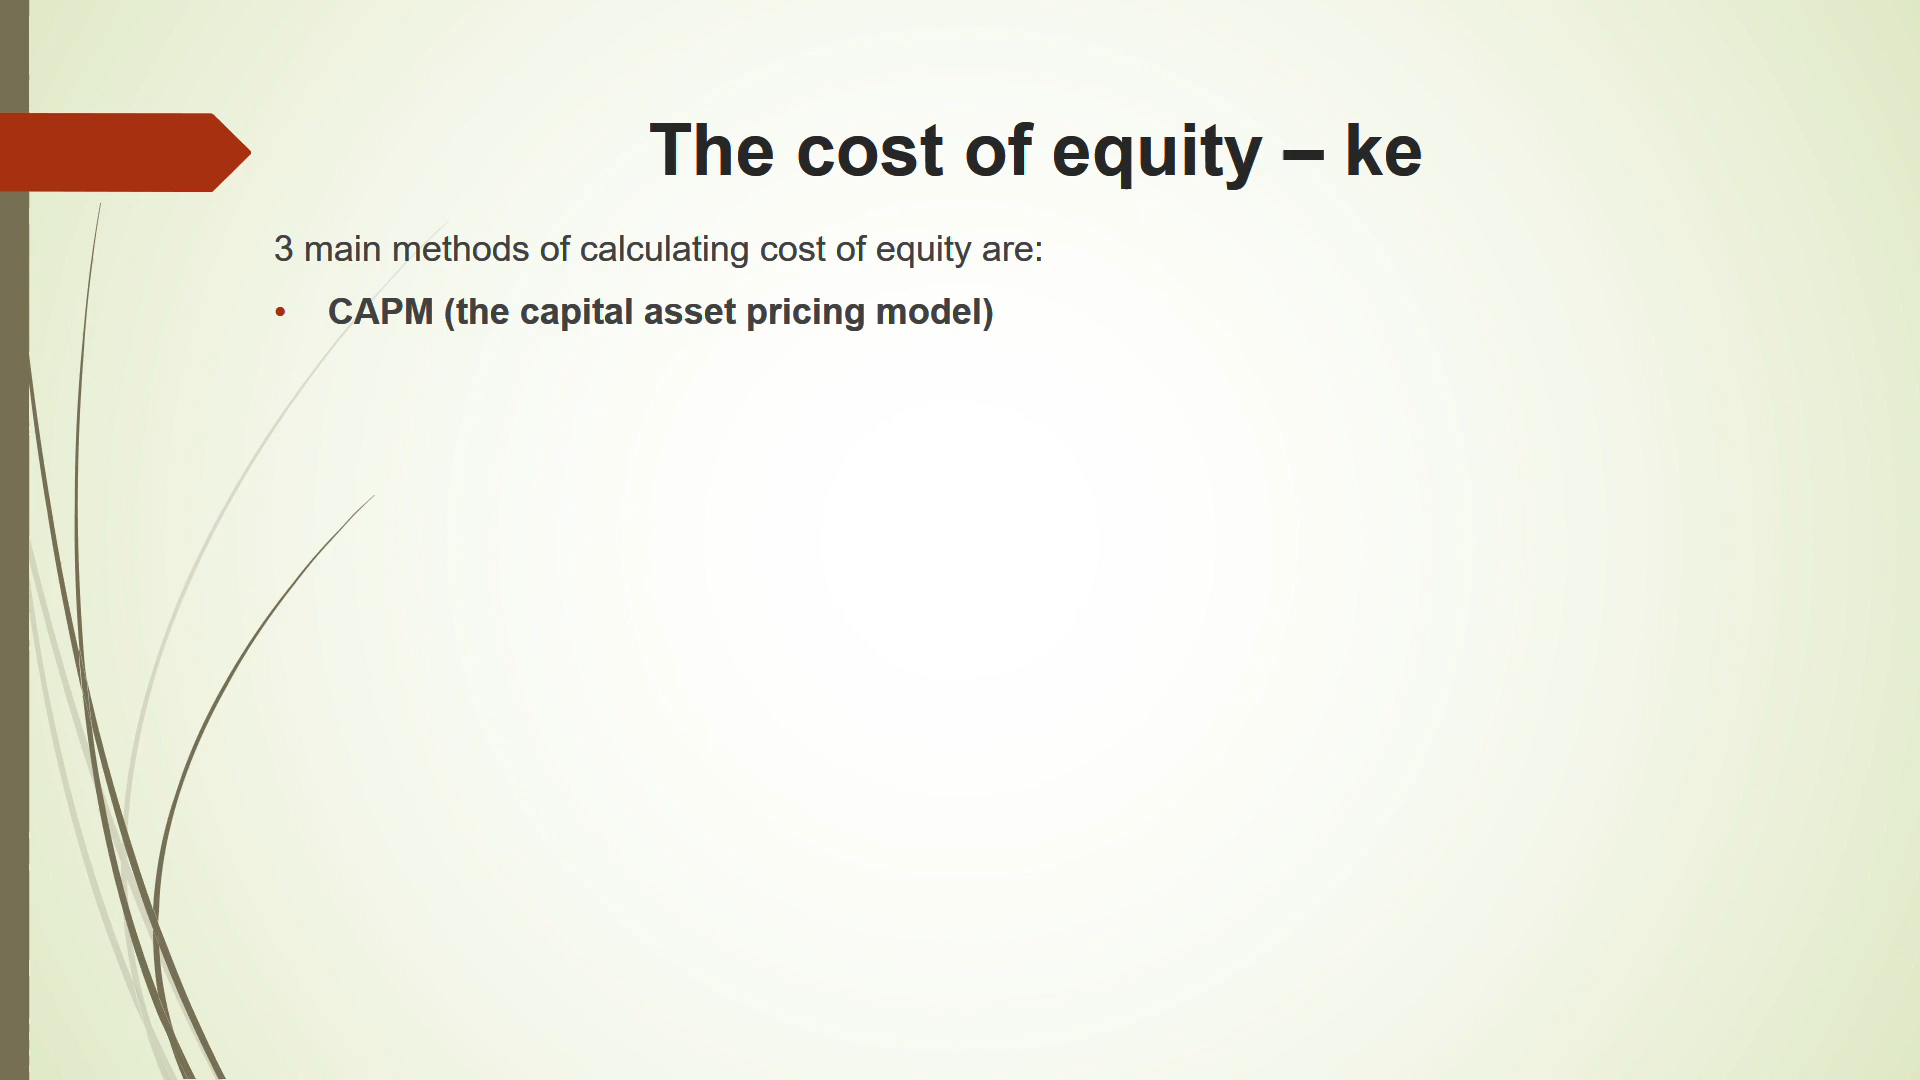 The cost of equity – ke
3 main methods of calculating cost of equity are:
• CAPM (the capital asset pricing model)